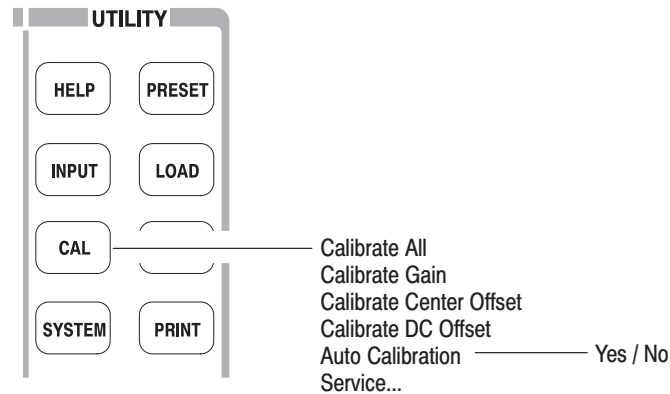 UTILITY
HELP PRESET
INPUT LOAD
CAL
SYSTEM PRINT
Calibrate All
Calibrate Gain
Calibrate Center Offset
Calibrate DC Offset
Auto Calibration Yes / No
Service...